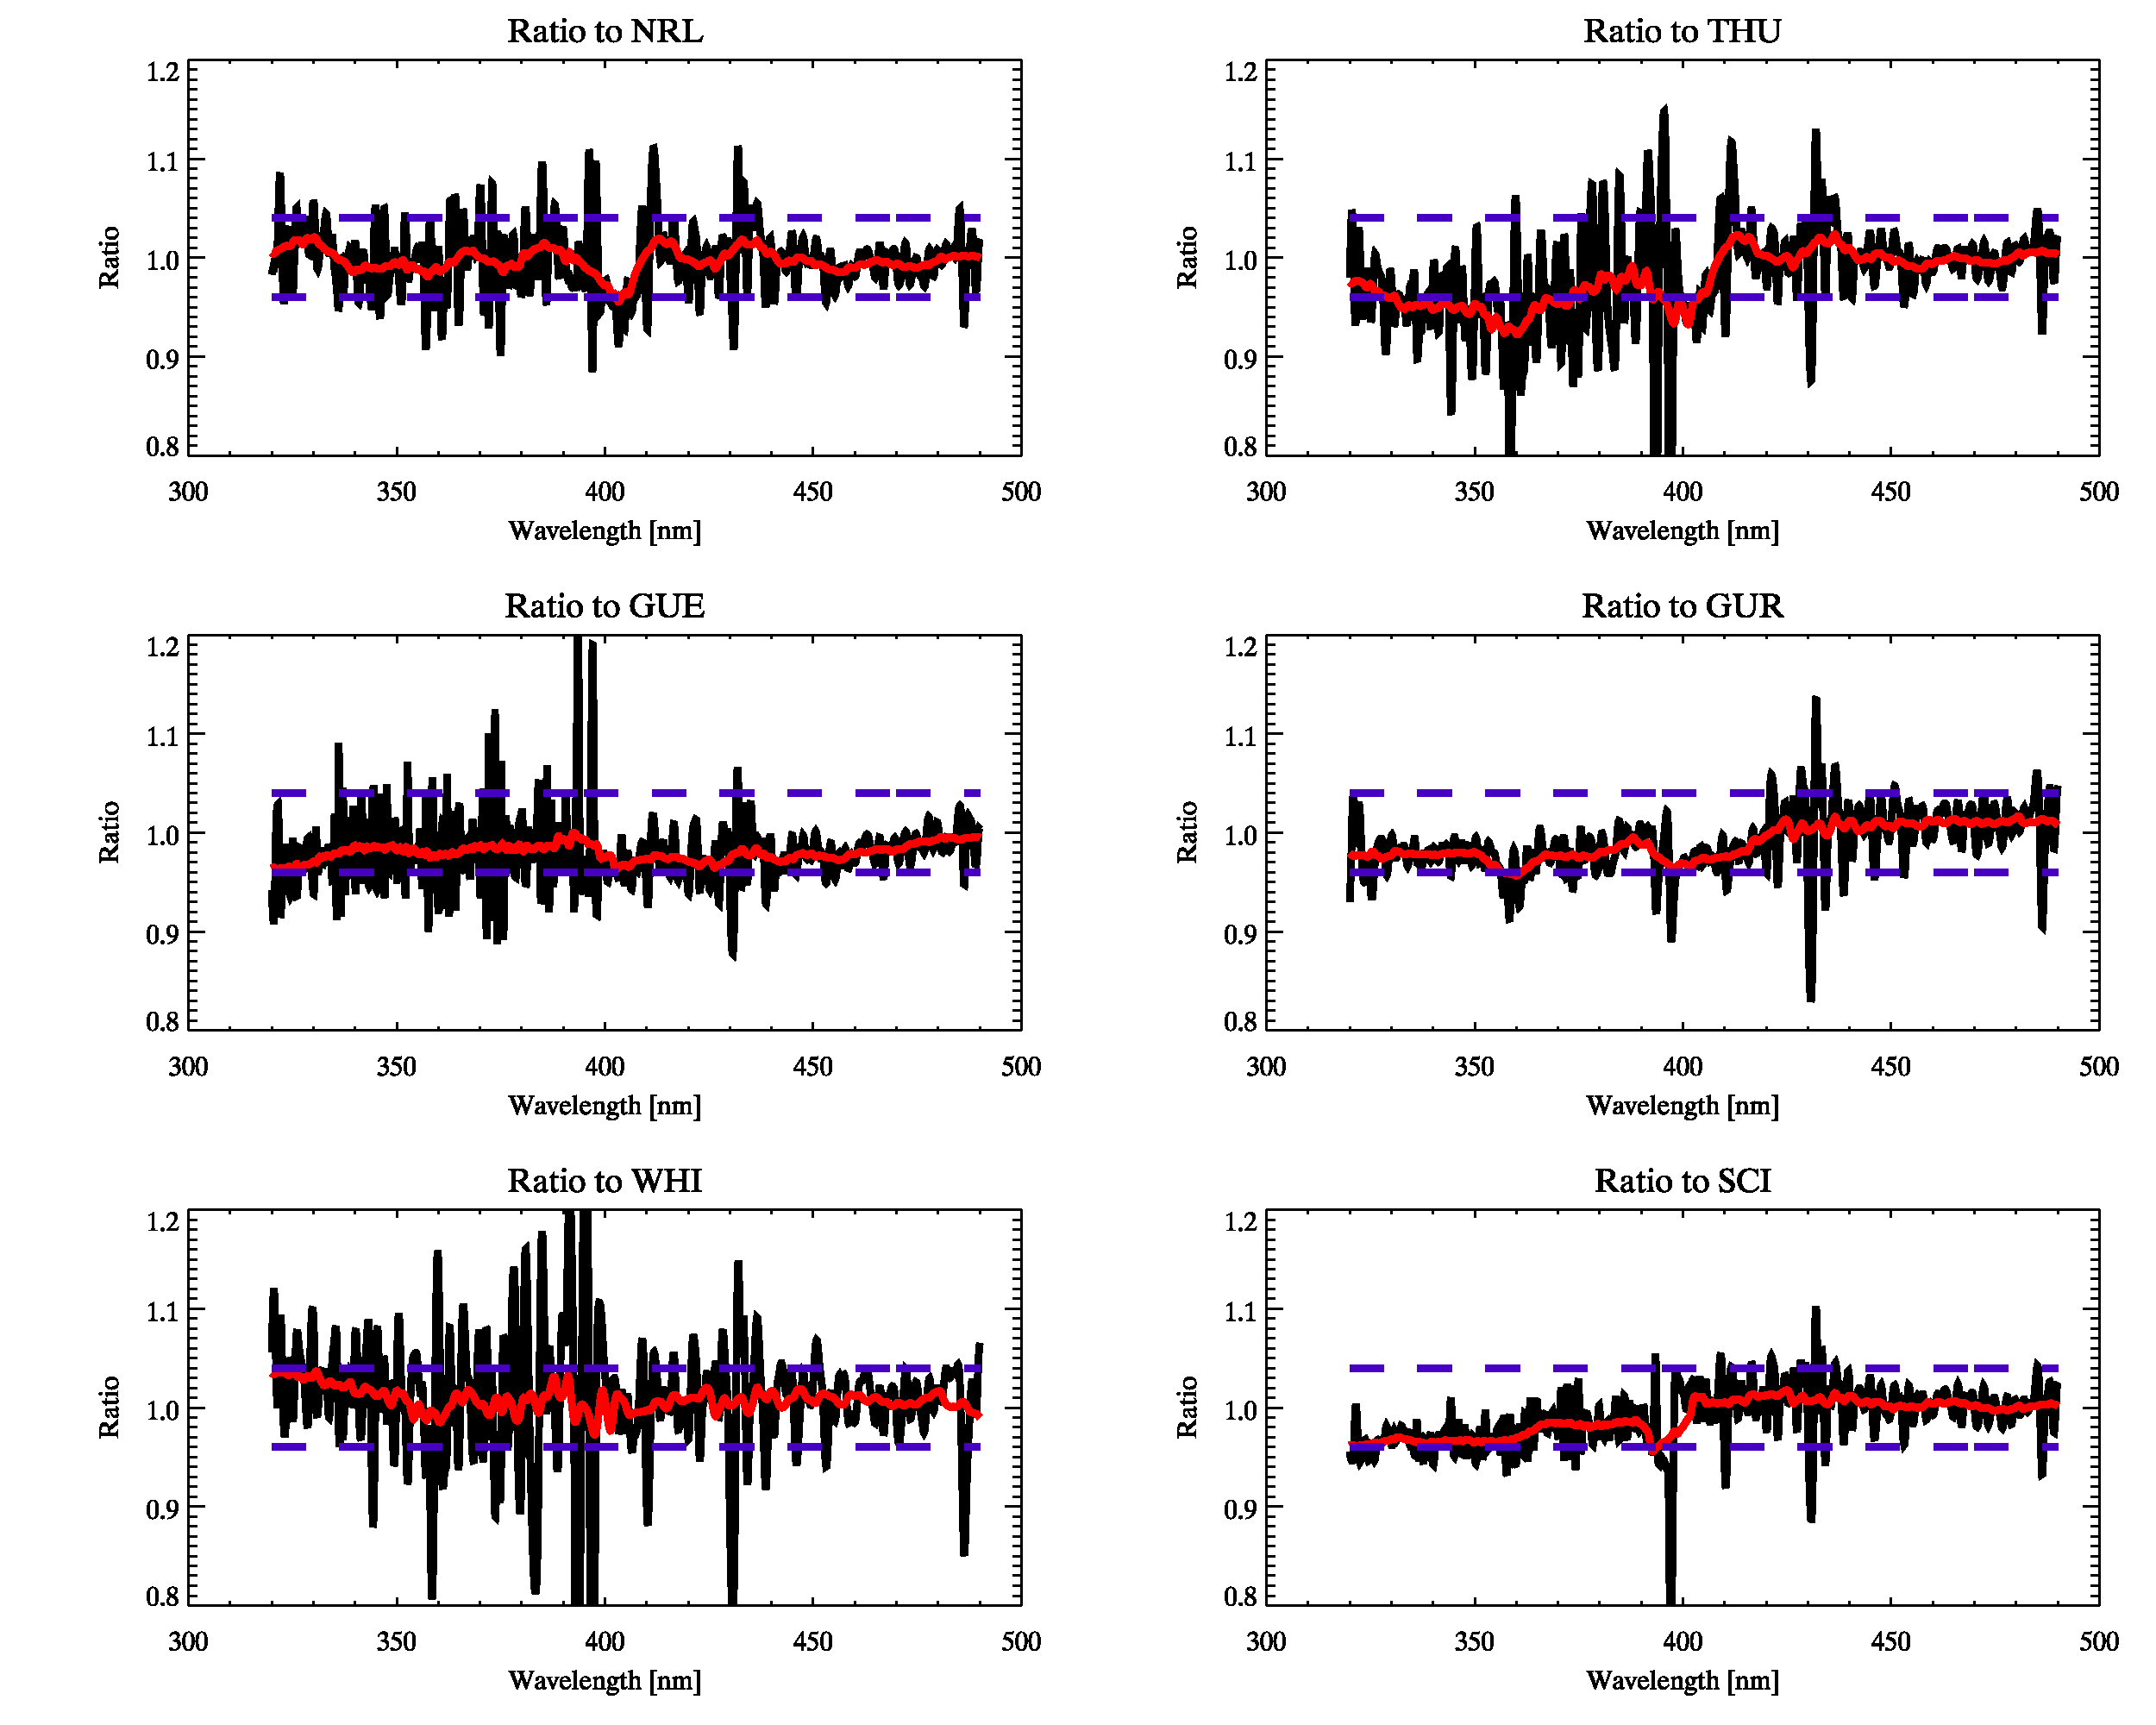 Ratio to NRL
1.2
1.1
1.0
0.9
0.8
Ratio
300 350 400 450 500
Wavelength [nm]
Ratio to THU
1.2
1.1
1.0
0.9
0.8
Ratio
300 350 400 450 500
Wavelength [nm]
Ratio to GUE
1.2
1.1
1.0
0.9
0.8
Ratio
300 350 400 450 500
Wavelength [nm]
Ratio to GUR
1.2
1.1
1.0
0.9
0.8
Ratio
300 350 400 450 500
Wavelength [nm]
Ratio to WHI
1.2
1.1
1.0
0.9
0.8
Ratio
300 350 400 450 500
Wavelength [nm]
Ratio to SCI
1.2
1.1
1.0
0.9
0.8
Ratio
300 350 400 450 500
Wavelength [nm]